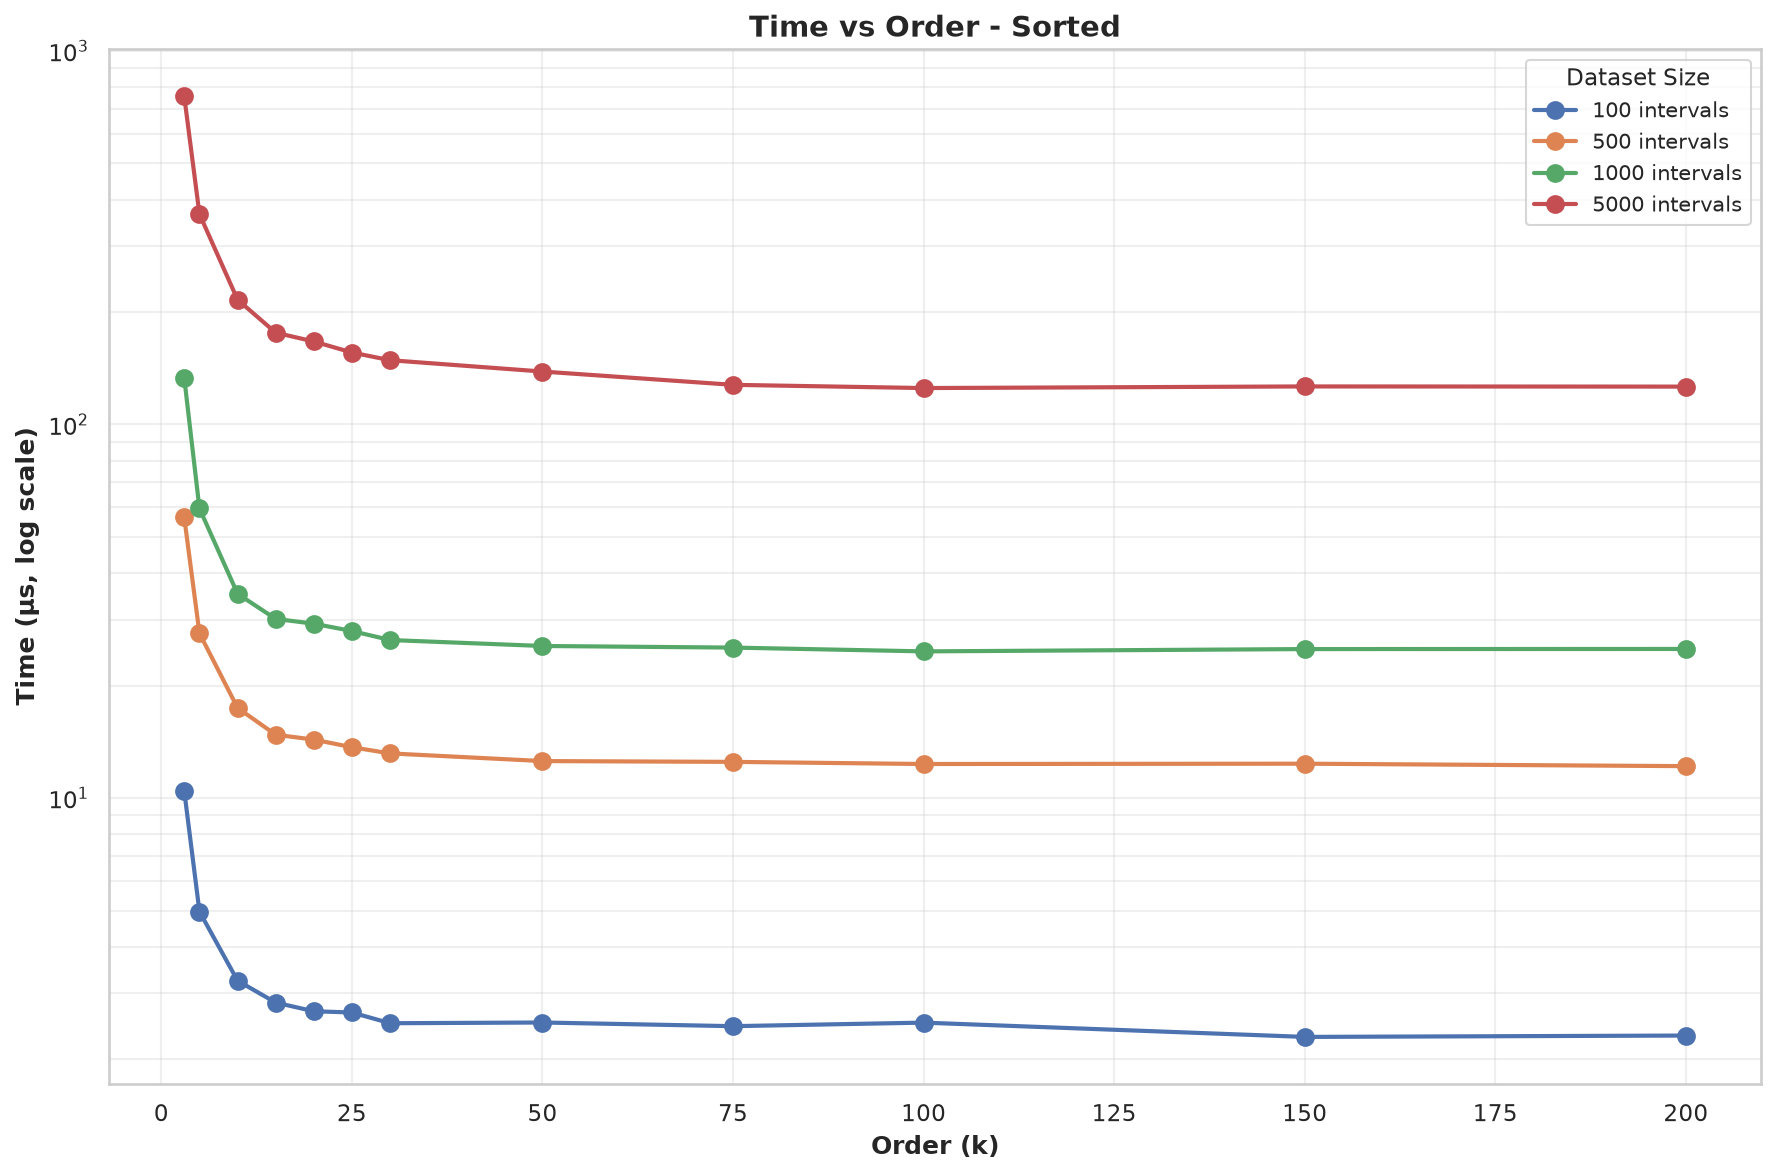 Time vs Order - Sorted
Dataset Size
100 intervals
500 intervals
1000 intervals
5000 intervals
10³
10²
10¹
Time (µs, log scale)
0 25 50 75 100 125 150 175 200
Order (k)